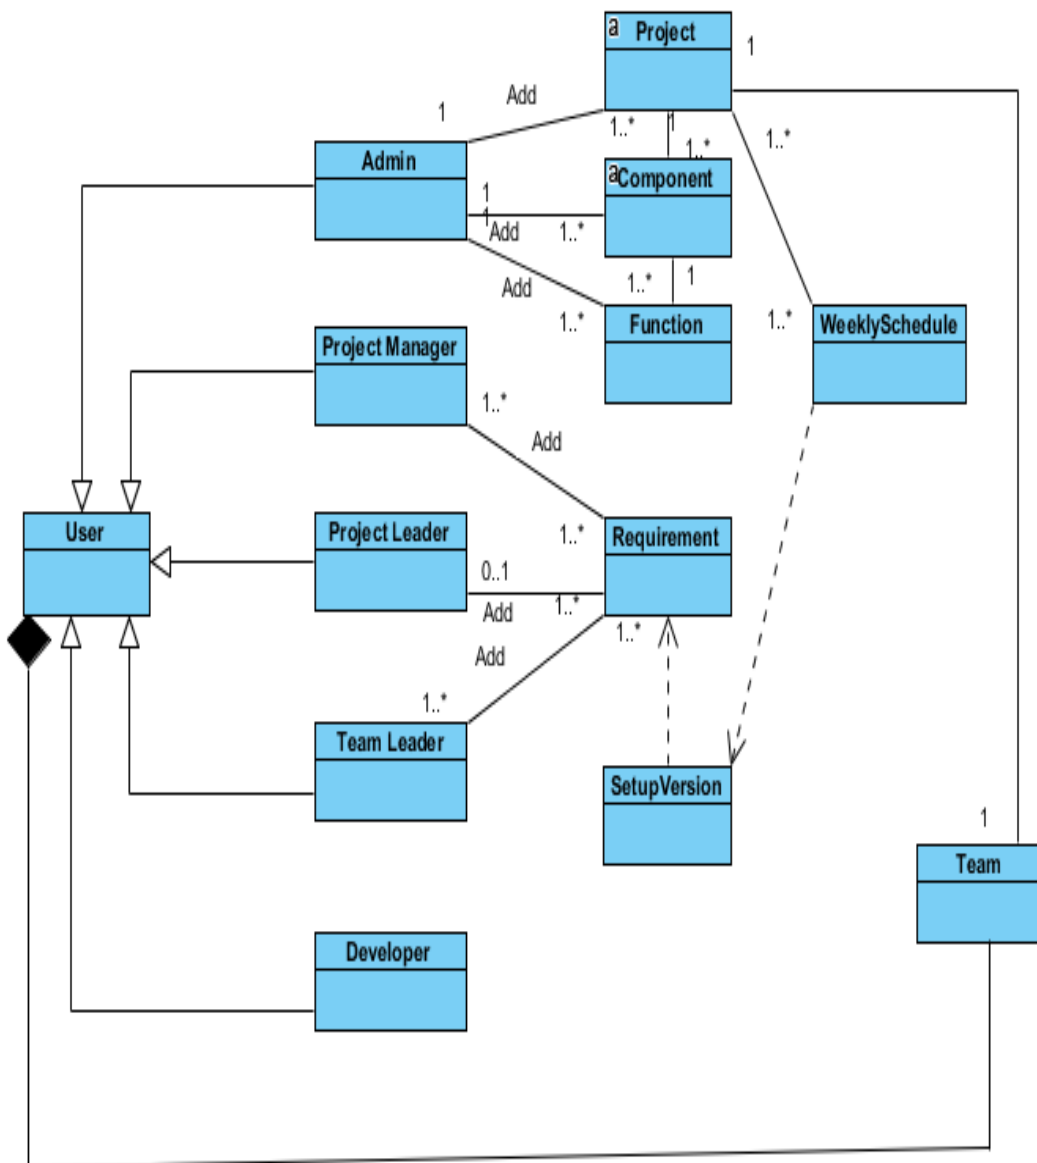 a Project
1
Add
1
1..*
1
1..*
1..*
Admin
a Component
1
1
Add
1..*
Add
1..*
1
1..*
Function
1..*
WeeklySchedule
Project Manager
1..*
Add
User
Project Leader
1..*
Requirement
0..1
Add
1..*
1..*
Add
1..*
Team Leader
SetupVersion
1
Team
Developer